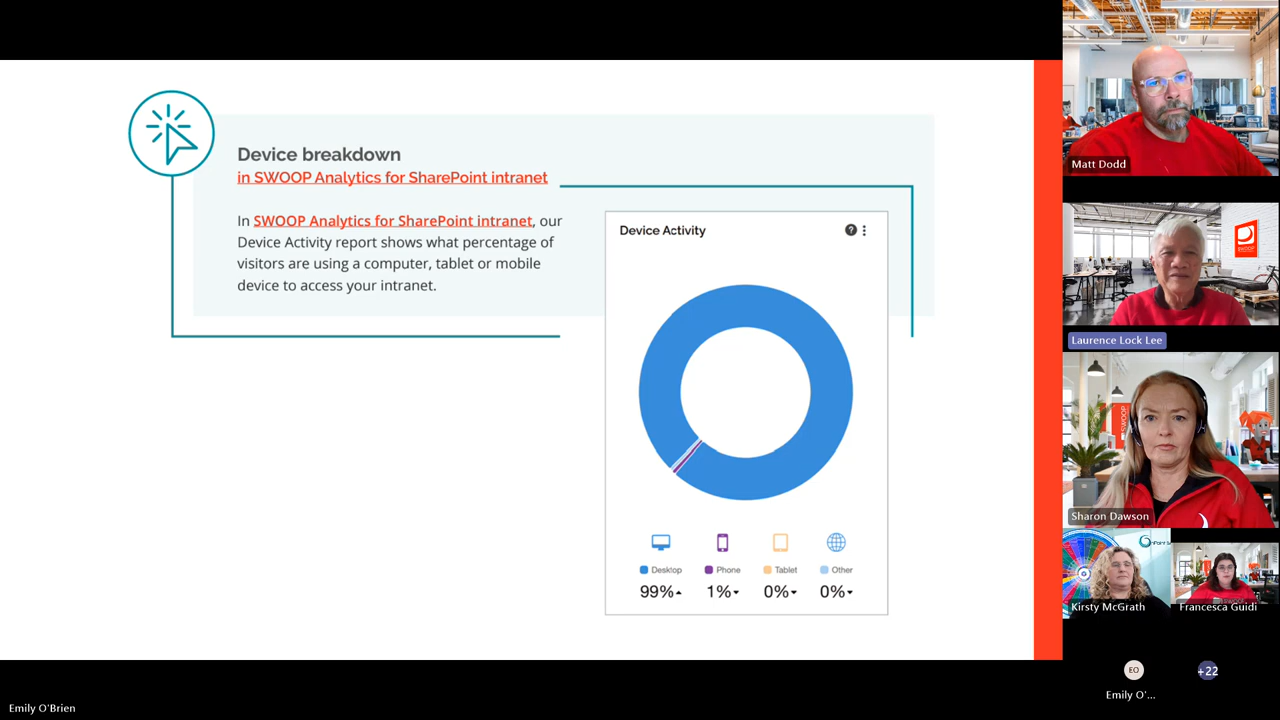 Device breakdown
in SWOOP Analytics for SharePoint intranet
In SWOOP Analytics for SharePoint intranet, our
Device Activity report shows what percentage of
visitors are using a computer, tablet or mobile
device to access your intranet.
Device Activity
?
Desktop Phone Tablet Other
99% 1% 0% 0%
Matt Dodd
SWOOP
Laurence Lock Lee
SWOOP
Sharon Dawson
Kirsty McGrath
Francesca Guidi
EO
+22
Emily O'...
Emily O'Brien